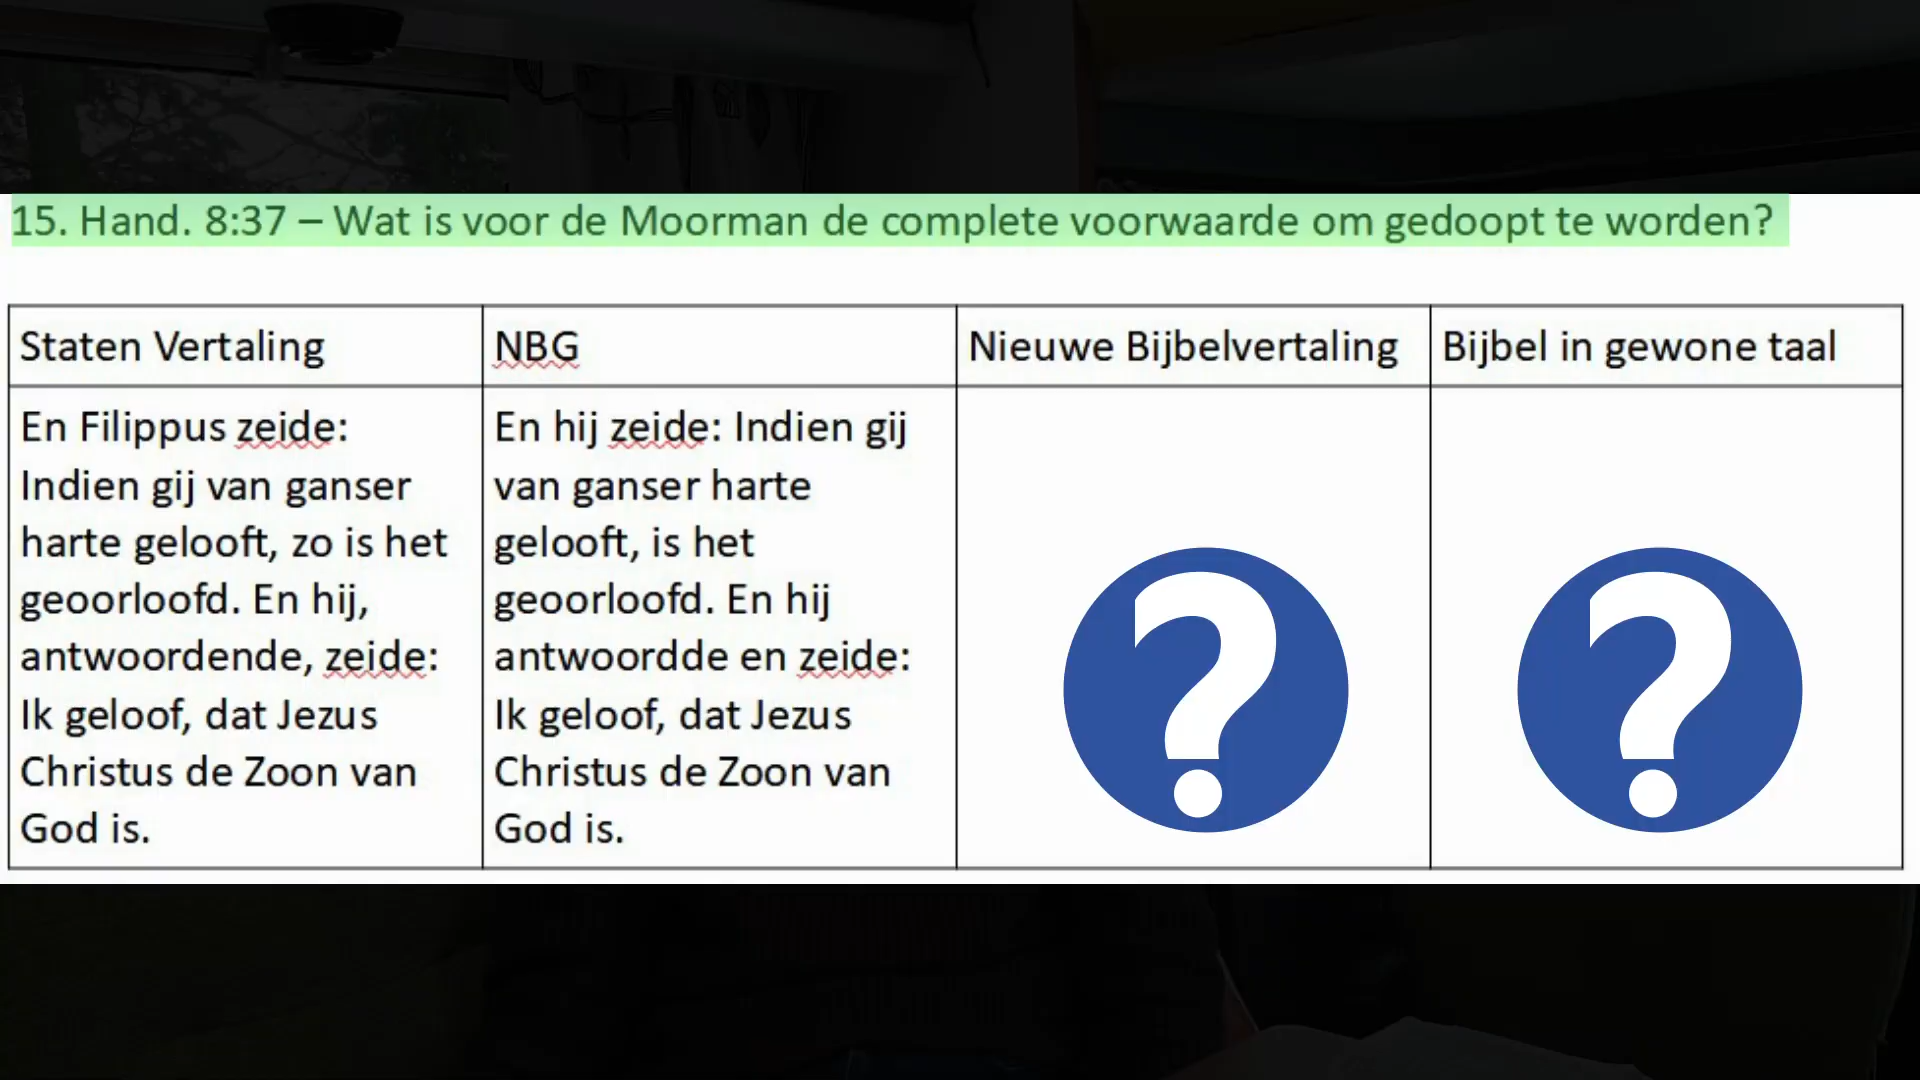 15. Hand. 8:37 – Wat is voor de Moorman de complete voorwaarde om gedoopt te worden?
Staten Vertaling
NBG
Nieuwe Bijbelvertaling
Bijbel in gewone taal
En Filippus zeide:
Indien gij van ganser
harte gelooft, zo is het
geoorloofd. En hij,
antwoordende, zeide:
Ik geloof, dat Jezus
Christus de Zoon van
God is.
En hij zeide: Indien gij
van ganser harte
gelooft, is het
geoorloofd. En hij
antwoordde en zeide:
Ik geloof, dat Jezus
Christus de Zoon van
God is.
?
?